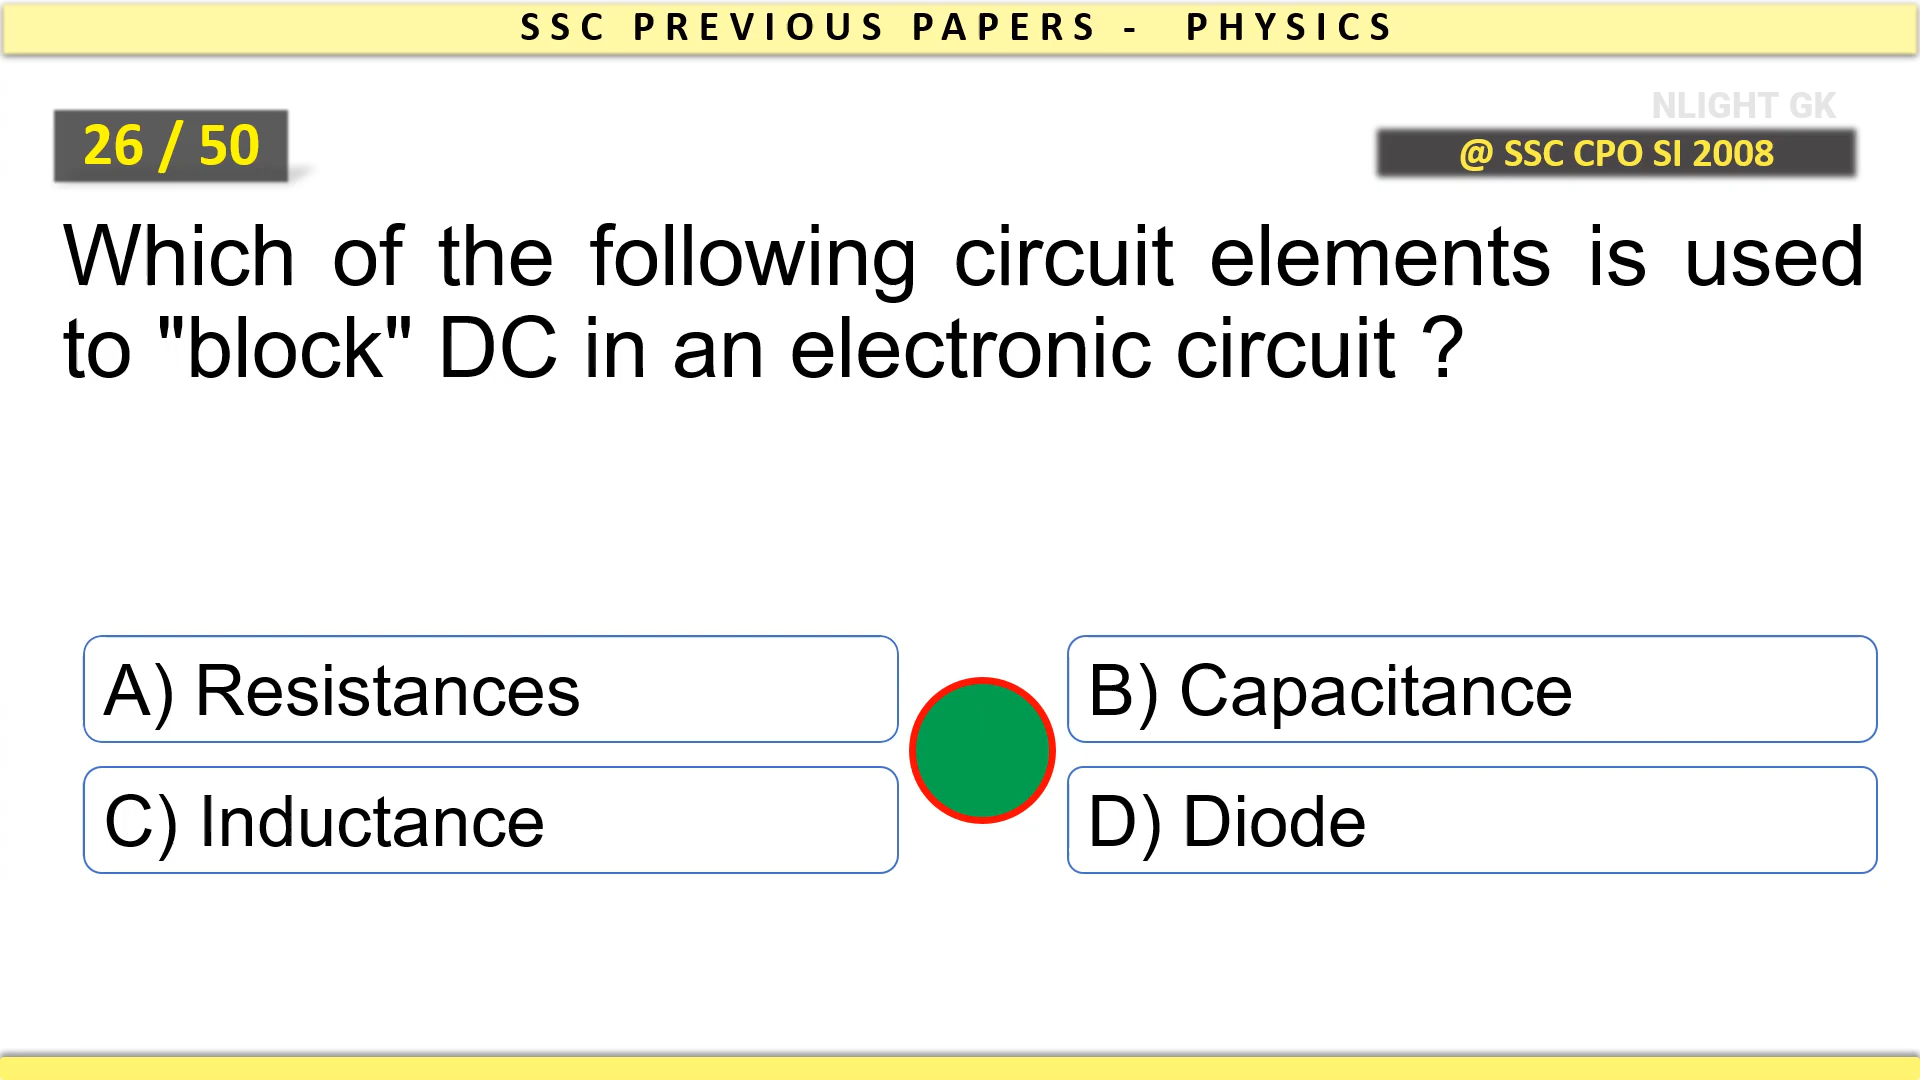 SSC PREVIOUS PAPERS - PHYSICS
NLIGHT GK
26 / 50
@ SSC CPO SI 2008
Which of the following circuit elements is used
to "block" DC in an electronic circuit ?
A) Resistances
B) Capacitance
C) Inductance
D) Diode